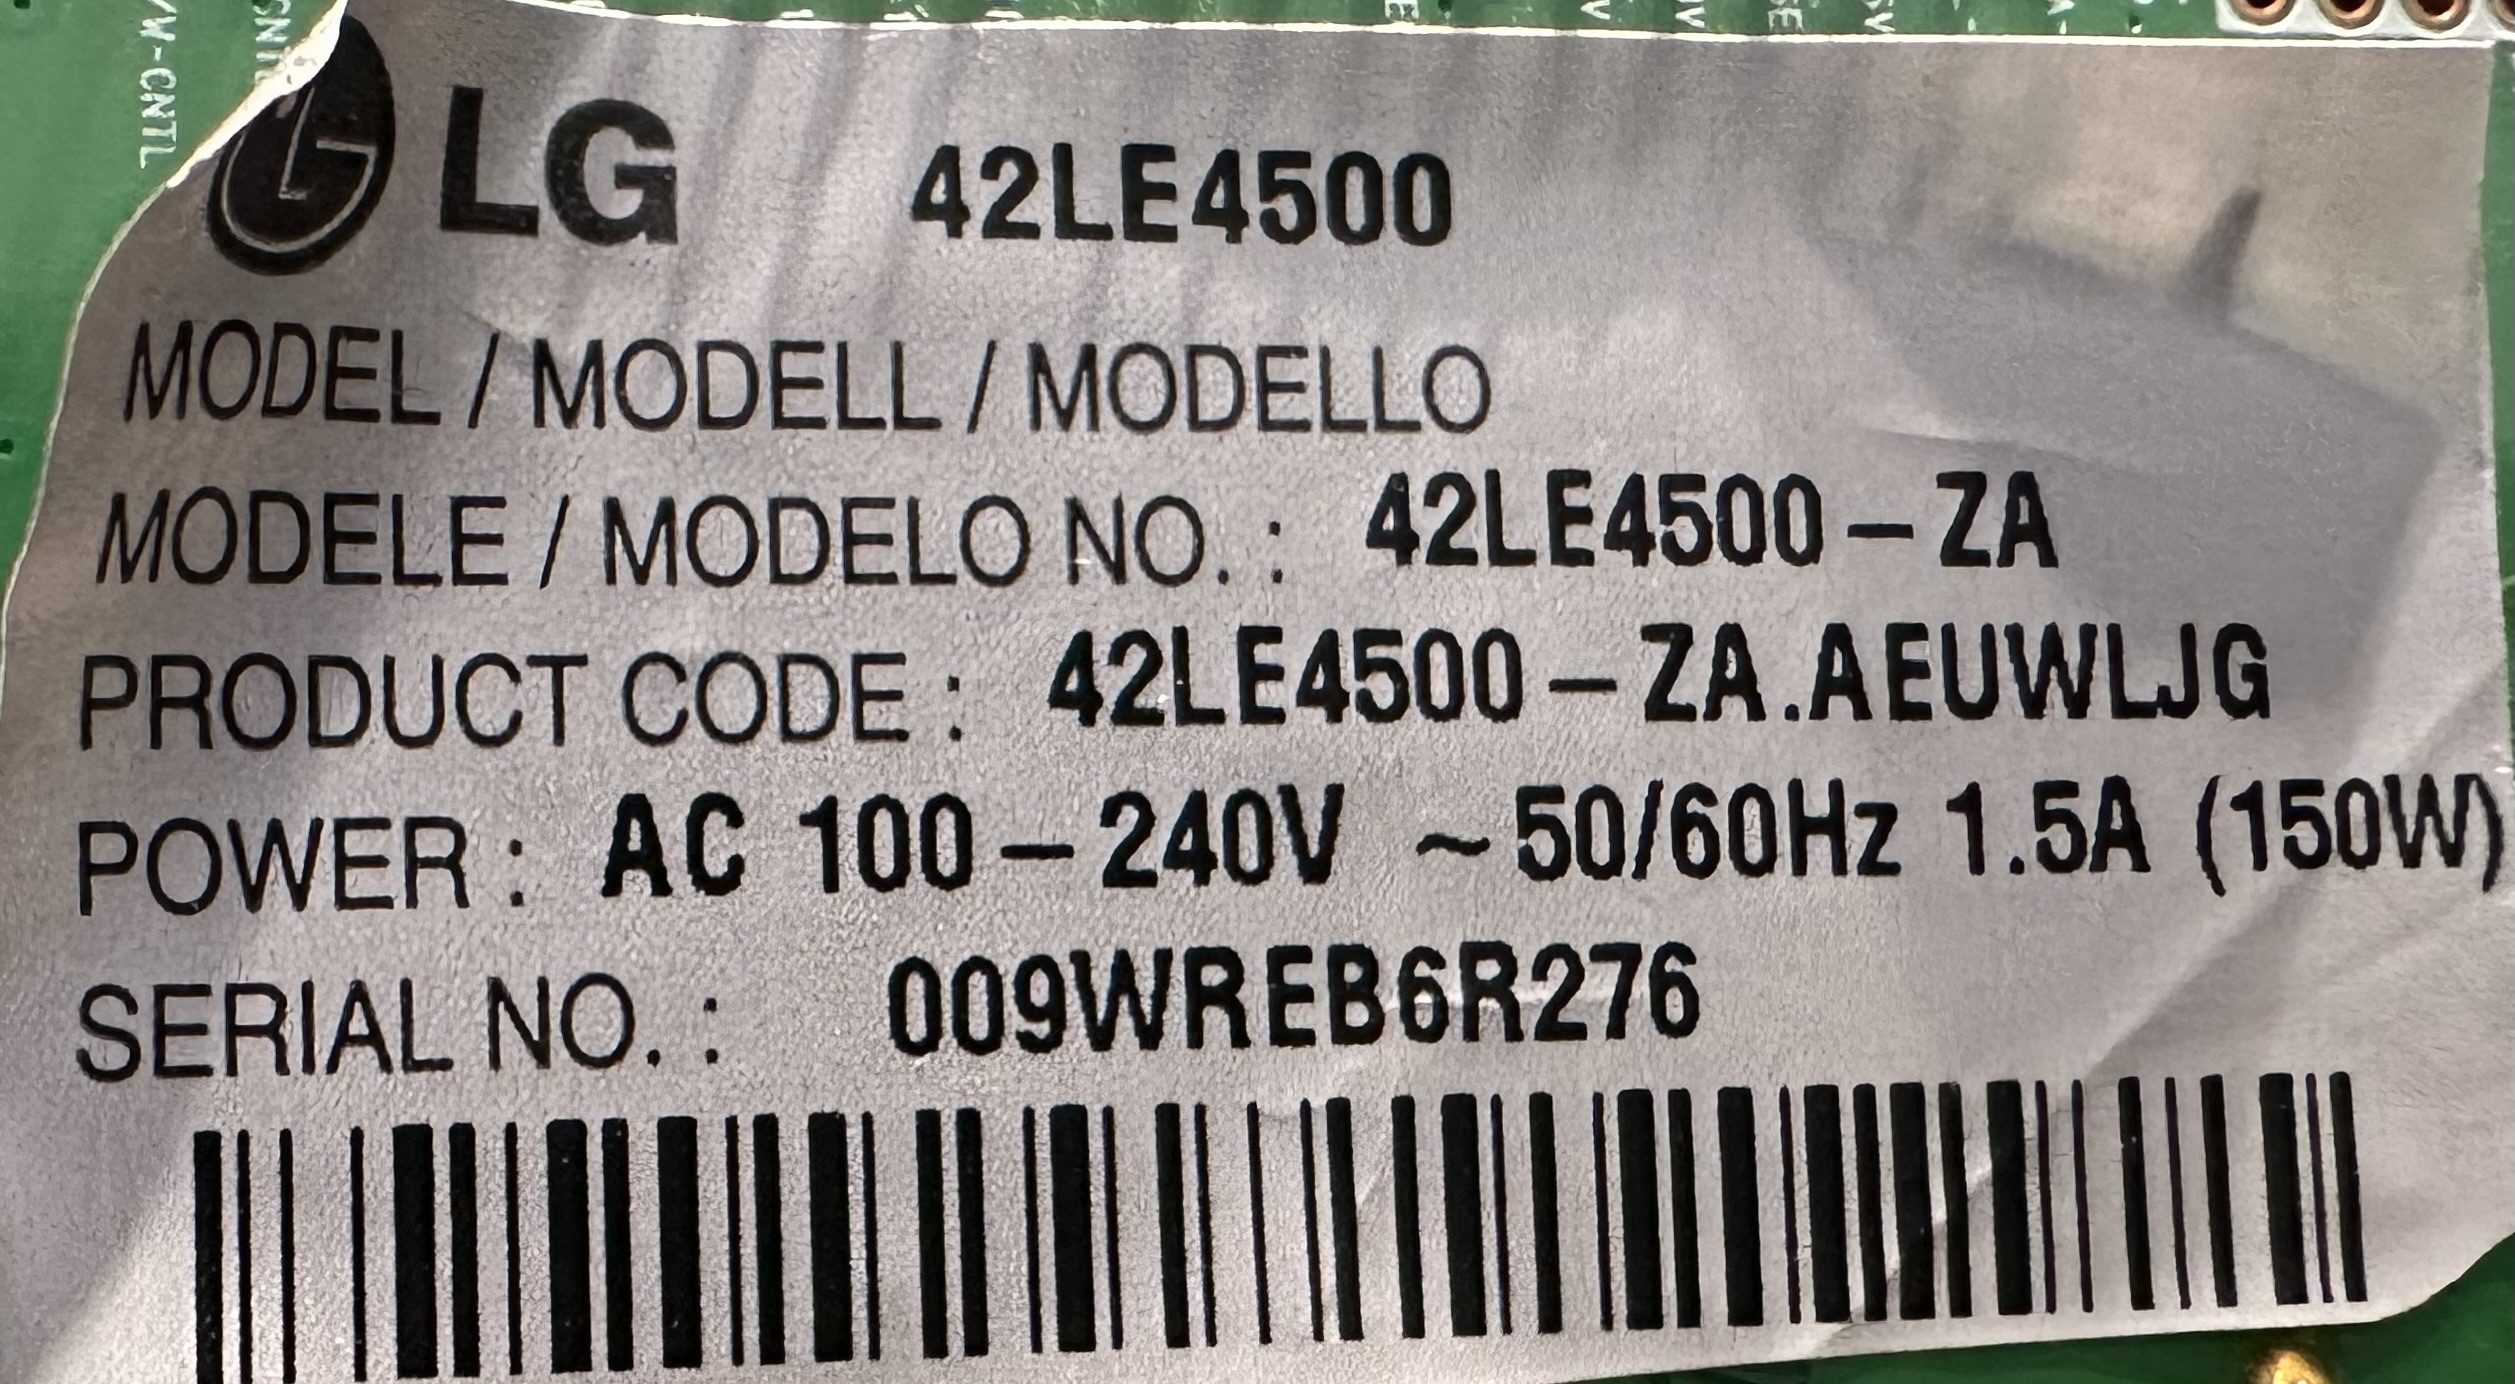 LG 42LE4500
MODEL / MODELL / MODELLO
MODELE / MODELO NO. : 42LE4500-ZA
PRODUCT CODE : 42LE4500-ZA.AEUWLJG
POWER : AC 100-240V ~50/60Hz 1.5A (150W)
SERIAL NO. : 009WREB6R276